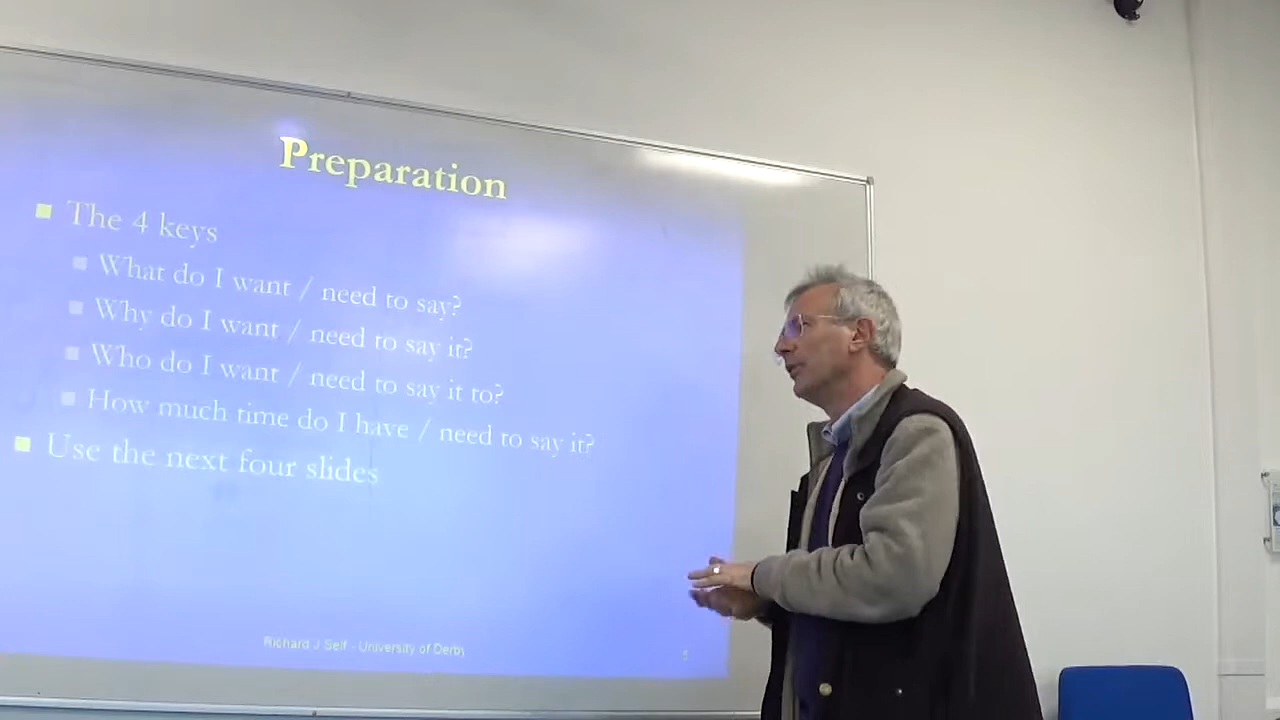 Preparation
The 4 keys
What do I want / need to say?
Why do I want / need to say it?
Who do I want / need to say it to?
How much time do I have / need to say it?
Use the next four slides
Richard J Self - University of Derby
5